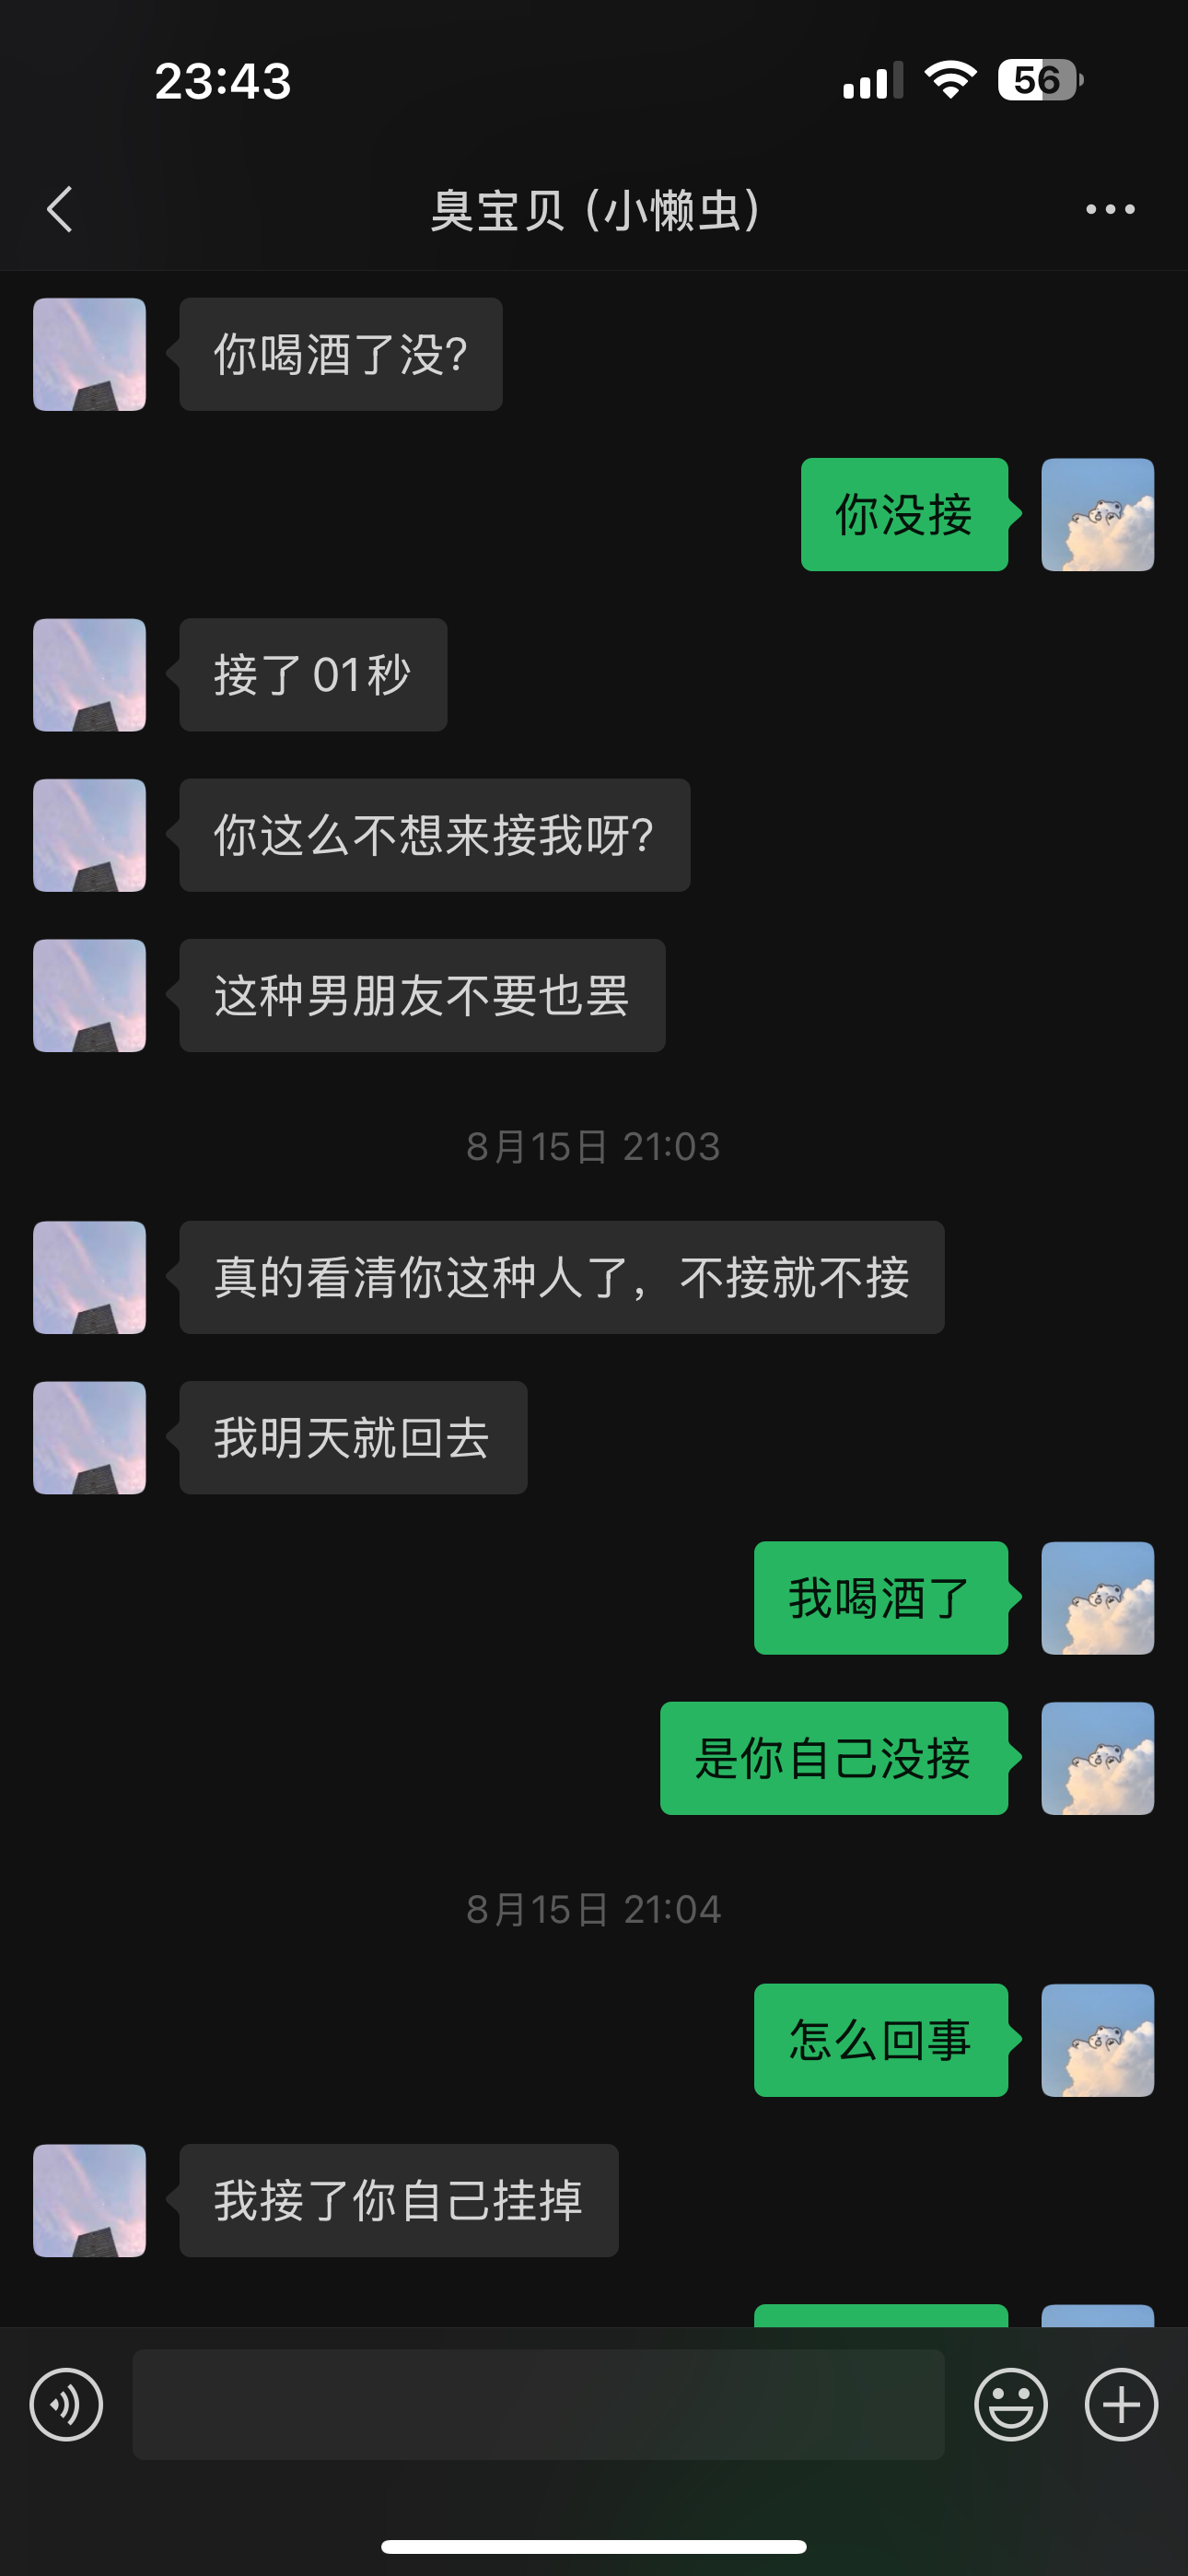 23:43
56
臭宝贝 (小懒虫)
你喝酒了没?
你没接
接了01秒
你这么不想来接我呀?
这种男朋友不要也罢
8月15日 21:03
真的看清你这种人了，不接就不接
我明天就回去
我喝酒了
是你自己没接
8月15日 21:04
怎么回事
我接了你自己挂掉